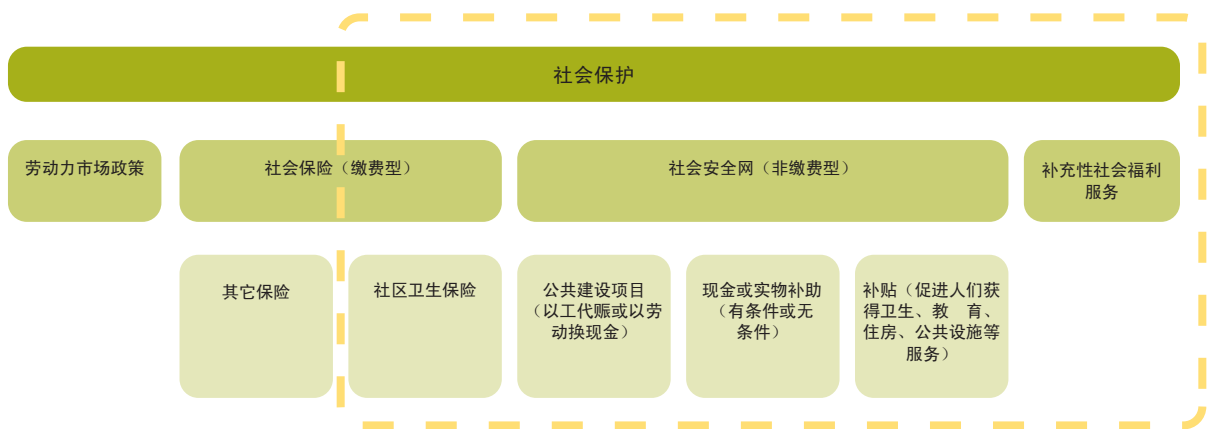 社会保护
劳动力市场政策
社会保险（缴费型）
社会安全网（非缴费型）
补充性社会福利
服务
其它保险
社区卫生保险
公共建设项目
（以工代赈或以劳
动换现金）
现金或实物补助
（有条件或无
条件）
补贴（促进人们获
得卫生、教　育、
住房、公共设施等
服务）